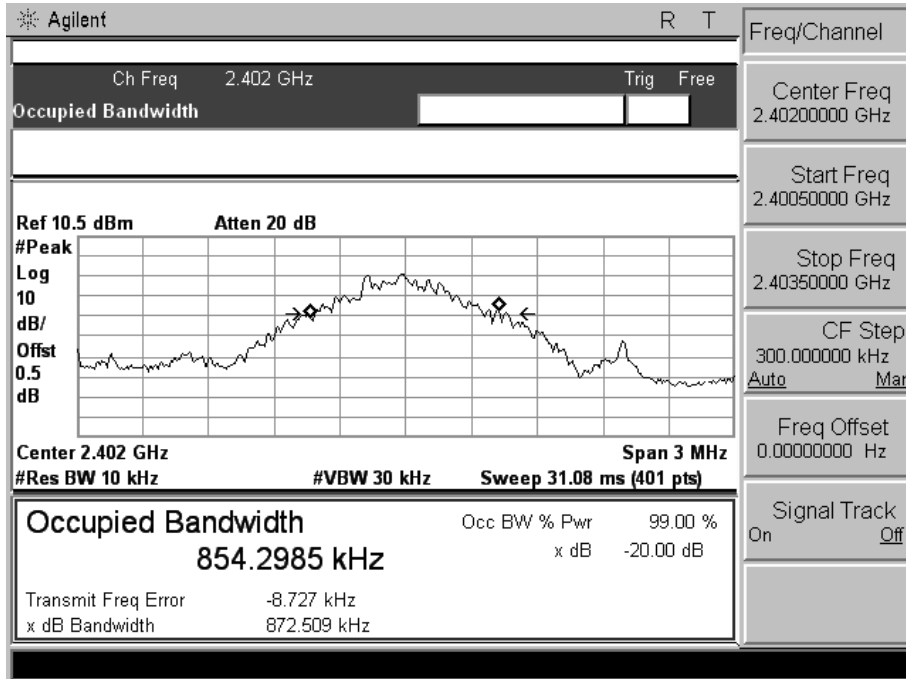 Agilent R T
Ch Freq 2.402 GHz Trig Free
Occupied Bandwidth
Ref 10.5 dBm Atten 20 dB
#Peak
Log
10
dB/
Offst
0.5
dB
Center 2.402 GHz Span 3 MHz
#Res BW 10 kHz #VBW 30 kHz Sweep 31.08 ms (401 pts)
Occupied Bandwidth
854.2985 kHz
Occ BW % Pwr 99.00 %
x dB -20.00 dB
Transmit Freq Error -8.727 kHz
x dB Bandwidth 872.509 kHz
Freq/Channel
Center Freq
2.40200000 GHz
Start Freq
2.40050000 GHz
Stop Freq
2.40350000 GHz
CF Step
300.000000 kHz
Auto Man
Freq Offset
0.00000000 Hz
Signal Track
On Off